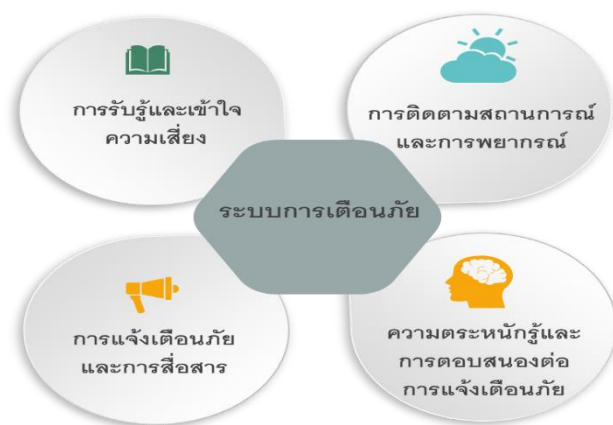 การรับรู้และเข้าใจ
ความเสี่ยง
การติดตามสถานการณ์
และการพยากรณ์
ระบบการเตือนภัย
การแจ้งเตือนภัย
และการสื่อสาร
ความตระหนักรู้และ
การตอบสนองต่อ
การแจ้งเตือนภัย